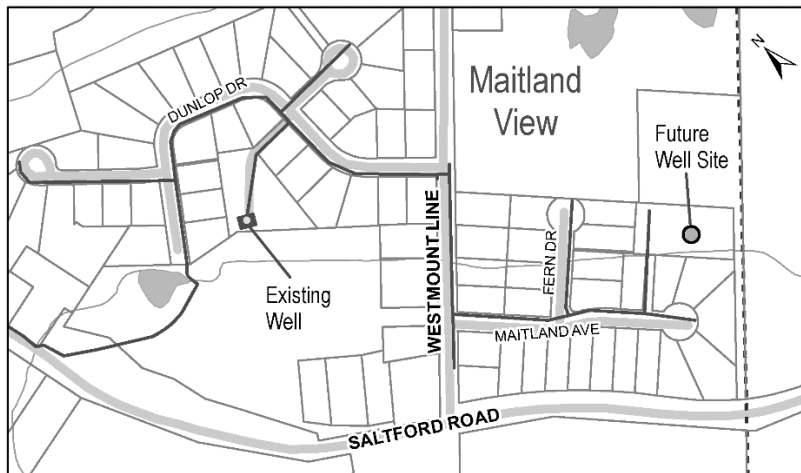 DUNLOP DR
Maitland
View
N
Future
Well Site
WESTMOUNT LINE
FERN DR
Existing
Well
MAITLAND AVE
SALTFORD ROAD